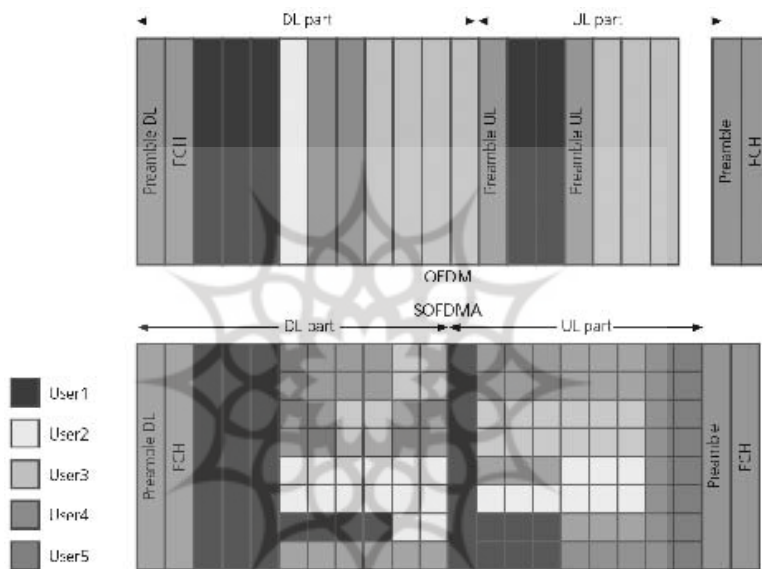 DL part
UL part
Preamble DL
FCH
Preamble UL
Preamble UL
Preamble
FCH
OFDM
SOFDMA
DL part
UL part
Preamble DL
FCH
Preamble
FCH
User1
User2
User3
User4
User5